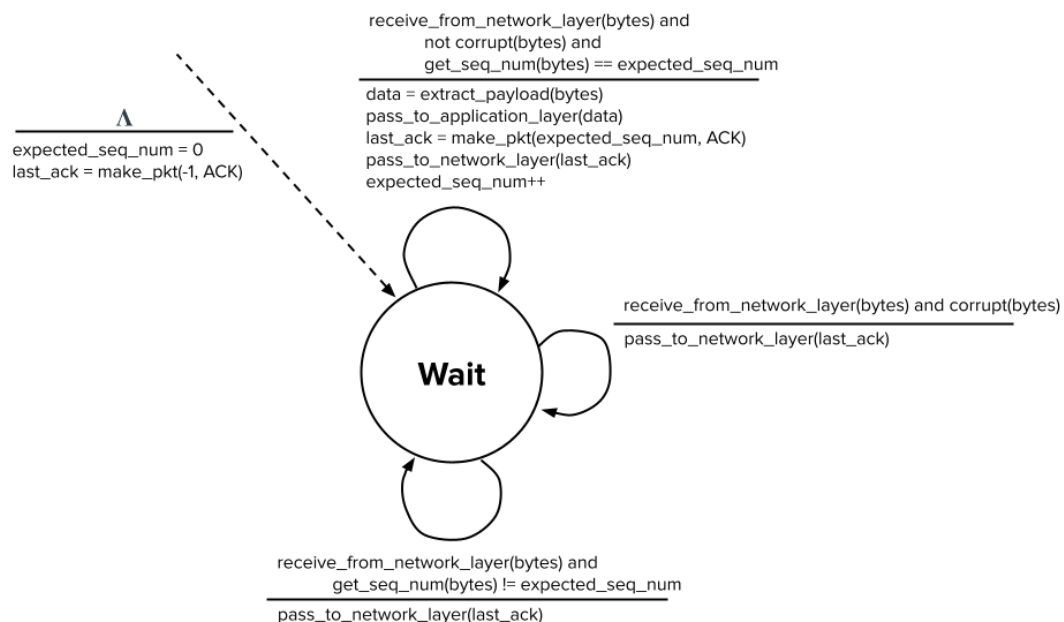 receive_from_network_layer(bytes) and
not corrupt(bytes) and
get_seq_num(bytes) == expected_seq_num
data = extract_payload(bytes)
pass_to_application_layer(data)
last_ack = make_pkt(expected_seq_num, ACK)
pass_to_network_layer(last_ack)
expected_seq_num++
Λ
expected_seq_num = 0
last_ack = make_pkt(-1, ACK)
receive_from_network_layer(bytes) and corrupt(bytes)
pass_to_network_layer(last_ack)
Wait
receive_from_network_layer(bytes) and
get_seq_num(bytes) != expected_seq_num
pass_to_network_layer(last_ack)